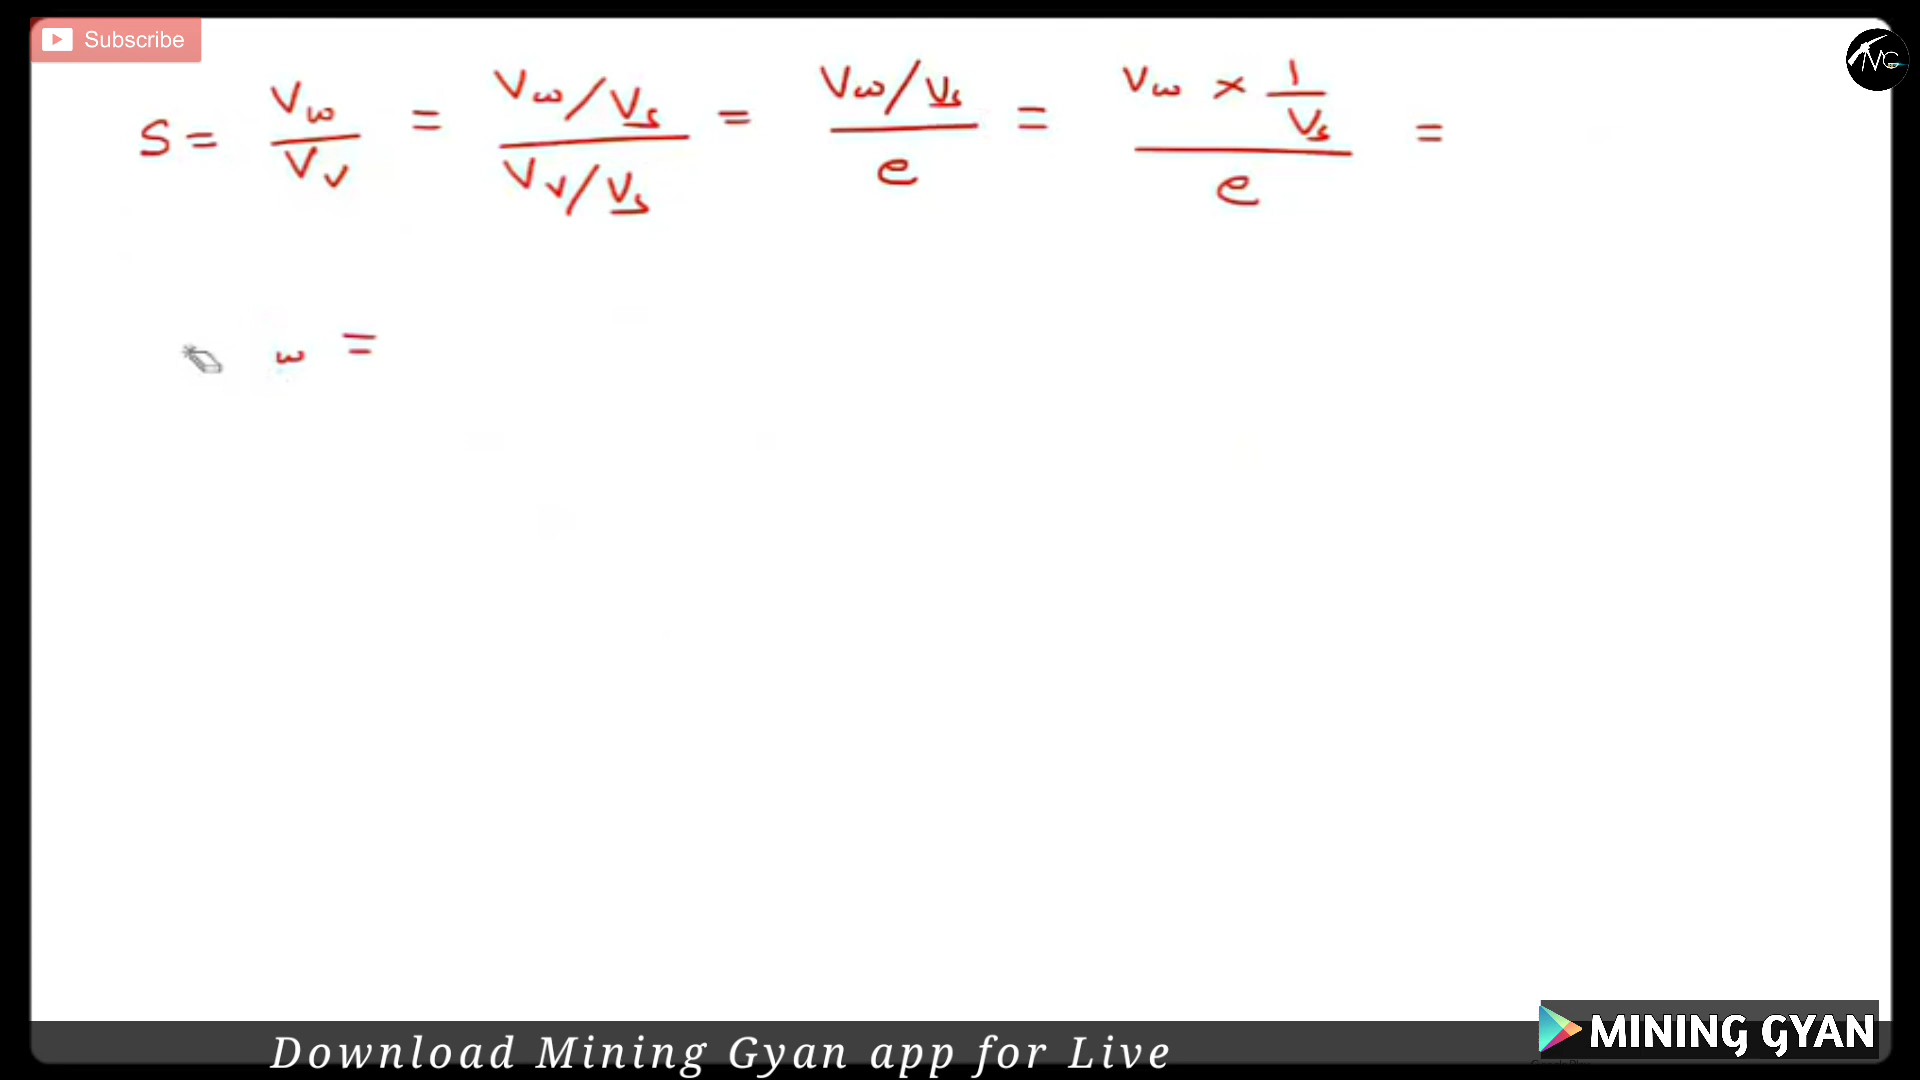 Subscribe
NG
S = Vω/Vv = Vω/Vs / Vv/Vs = Vω/Vs / e = Vω × 1/Vs / e =
ω =
MINING GYAN
Download Mining Gyan app for Live